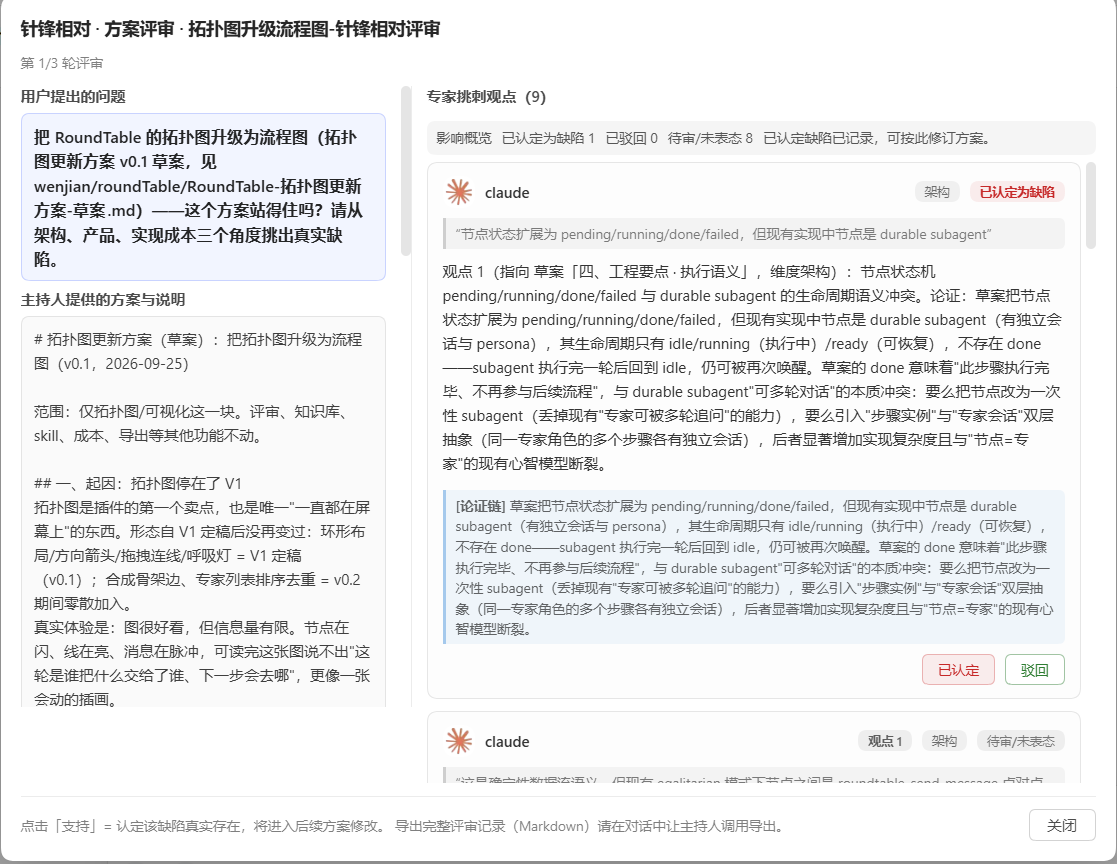 针锋相对 · 方案评审 · 拓扑图升级流程图-针锋相对评审
第 1/3 轮评审
用户提出的问题
把 RoundTable 的拓扑图升级为流程图（拓扑
图更新方案 v0.1 草案，见
wenjian/roundTable/RoundTable-拓扑图更新
方案-草案.md）——这个方案站得住吗？请从
架构、产品、实现成本三个角度挑出真实缺
陷。
主持人提供的方案与说明
# 拓扑图更新方案（草案）：把拓扑图升级为流程
图（v0.1，2026-09-25）
范围：仅拓扑图/可视化这一块。评审、知识库、
skill、成本、导出等其他功能不动。
## 一、起因：拓扑图停在了 V1
拓扑图是插件的第一个卖点，也是唯一"一直都在屏
幕上"的东西。形态自 V1 定稿后没再变过：环形布
局/方向箭头/拖拽连线/呼吸灯 = V1 定稿
（v0.1）；合成骨架边、专家列表排序去重 = v0.2
期间零散加入。
真实体验是：图很好看，但信息量有限。节点在
闪、线在亮、消息在脉冲，可读完这张图说不出"这
轮是谁把什么交给了谁、下一步会去哪"，更像一张
会动的插画。
专家挑刺观点（9）
影响概览 已认定为缺陷 1 已驳回 0 待审/未表态 8 已认定缺陷已记录，可按此修订方案。
claude
架构
已认定为缺陷
“节点状态扩展为 pending/running/done/failed，但现有实现中节点是 durable subagent”
观点 1（指向 草案「四、工程要点 · 执行语义」，维度架构）：节点状态机
pending/running/done/failed 与 durable subagent 的生命周期语义冲突。论证：草案把节点
状态扩展为 pending/running/done/failed，但现有实现中节点是 durable subagent（有独立会
话与 persona），其生命周期只有 idle/running（执行中）/ready（可恢复），不存在 done
——subagent 执行完一轮后回到 idle，仍可被再次唤醒。草案的 done 意味着"此步骤执行完
毕、不再参与后续流程"，与 durable subagent"可多轮对话"的本质冲突：要么把节点改为一次
性 subagent（丢掉现有"专家可被多轮追问"的能力），要么引入"步骤实例"与"专家会话"双层
抽象（同一专家角色的多个步骤各有独立会话），后者显著增加实现复杂度且与"节点=专
家"的现有心智模型断裂。
[论证链] 草案把节点状态扩展为 pending/running/done/failed，但现有实现中节点是 durable
subagent（有独立会话与 persona），其生命周期只有 idle/running（执行中）/ready（可恢复），
不存在 done——subagent 执行完一轮后回到 idle，仍可被再次唤醒。草案的 done 意味着"此步骤
执行完毕、不再参与后续流程"，与 durable subagent"可多轮对话"的本质冲突：要么把节点改为一
次性 subagent（丢掉现有"专家可被多轮追问"的能力），要么引入"步骤实例"与"专家会话"双层抽
象（同一专家角色的多个步骤各有独立会话），后者显著增加实现复杂度且与"节点=专家"的现有心
智模型断裂。
已认定
驳回
claude
观点 1
架构
待审/未表态
“这是确定性数据流语义，但现有 egalitarian 模式下节点之间是 roundtable_send_message 点对点
点击「支持」= 认定该缺陷真实存在，将进入后续方案修改。 导出完整评审记录（Markdown）请在对话中让主持人调用导出。
关闭